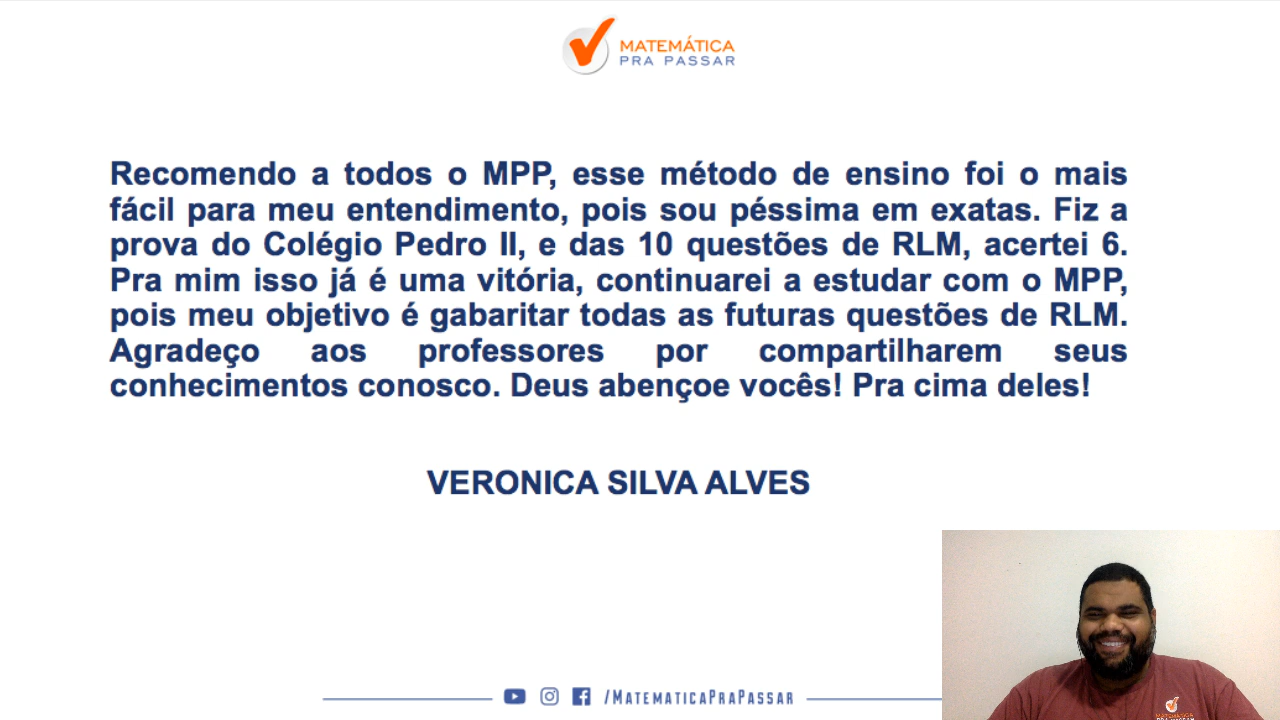 MATEMÁTICA
PRA PASSAR
Recomendo a todos o MPP, esse método de ensino foi o mais
fácil para meu entendimento, pois sou péssima em exatas. Fiz a
prova do Colégio Pedro II, e das 10 questões de RLM, acertei 6.
Pra mim isso já é uma vitória, continuarei a estudar com o MPP,
pois meu objetivo é gabaritar todas as futuras questões de RLM.
Agradeço aos professores por compartilharem seus
conhecimentos conosco. Deus abençoe vocês! Pra cima deles!
VERONICA SILVA ALVES
/MATEMATICAPRAPASSAR
MATEMÁTICA
PRA PASSAR